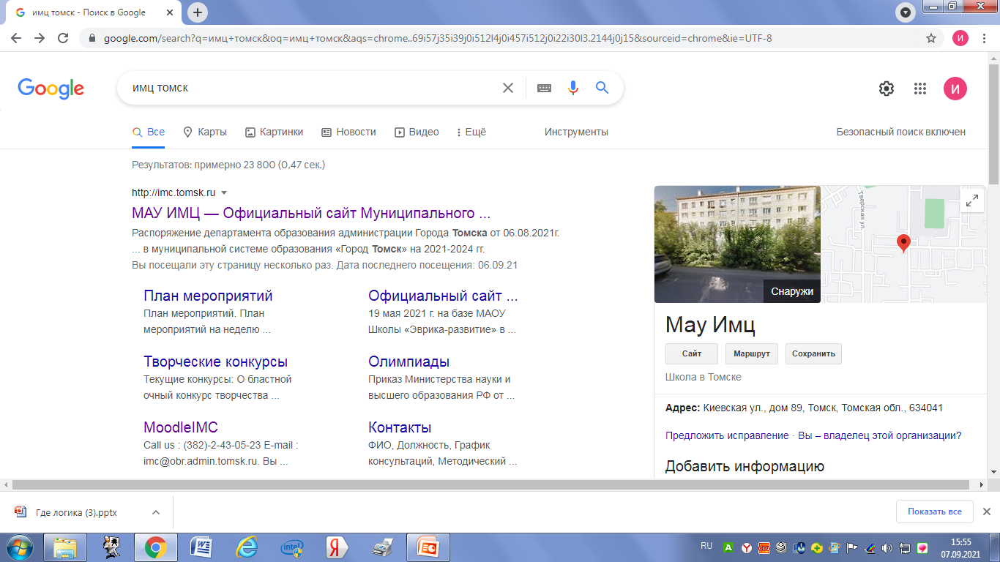 имц томск - Поиск в Google
google.com/search?q=имц+томск&oq=имц+томск&aqs=chrome..69i57j35i39j0i512l4j0i457i512j0i22i30l3.2144j0j15&sourceid=chrome&ie=UTF-8
И
Google
имц томск
И
Все
Карты
Картинки
Новости
Видео
Ещё
Инструменты
Безопасный поиск включен
Результатов: примерно 23 800 (0,47 сек.)
http://imc.tomsk.ru
МАУ ИМЦ — Официальный сайт Муниципального ...
Распоряжение департамента образования администрации Города Томска от 06.08.2021г.
... в муниципальной системе образования «Город Томск» на 2021-2024 гг.
Вы посещали эту страницу несколько раз. Дата последнего посещения: 06.09.21
План мероприятий
План мероприятий. План
мероприятий на неделю ...
Официальный сайт ...
19 мая 2021 г. на базе МАОУ
Школы «Эврика-развитие» в ...
Творческие конкурсы
Текущие конкурсы: О бластной
очный конкурс творчества ...
Олимпиады
Приказ Министерства науки и
высшего образования РФ от ...
MoodleIMC
Call us : (382)-2-43-05-23 E-mail :
imc@obr.admin.tomsk.ru. Вы ...
Контакты
ФИО, Должность, График
консультаций, Методический ...
Снаружи
Тверская ул.
Мау Имц
Сайт
Маршрут
Сохранить
Школа в Томске
Адрес: Киевская ул., дом 89, Томск, Томская обл., 634041
Предложить исправление · Вы – владелец этой организации?
Добавить информацию
Где логика (3).pptx
Показать все
intel
Я
RU
15:55
07.09.2021